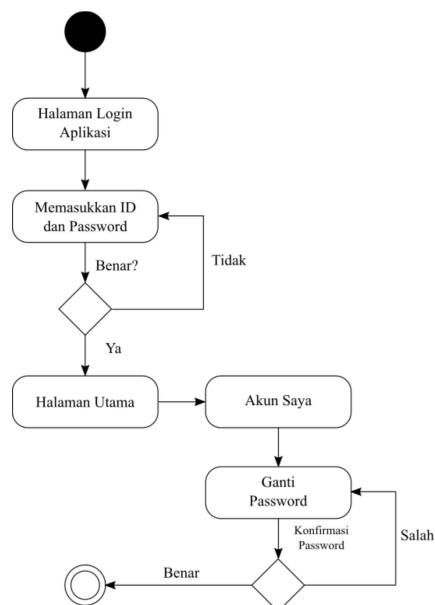 Halaman Login
Aplikasi
Memasukkan ID
dan Password
Benar?
Tidak
Ya
Halaman Utama
Akun Saya
Ganti
Password
Konfirmasi
Password
Salah
Benar